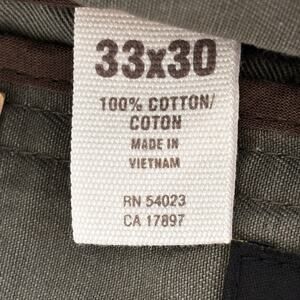 33x30
100% COTTON/
COTON
MADE IN
VIETNAM
RN 54023
CA 17897